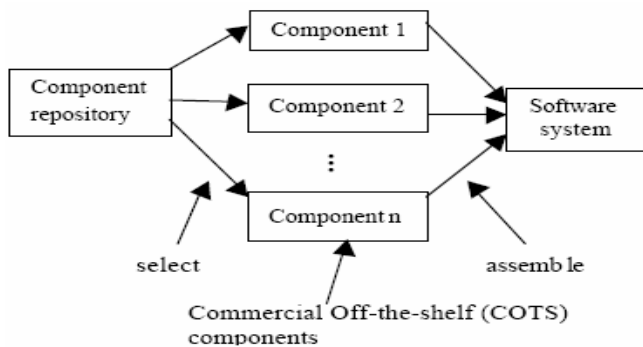 Component 1
Component
repository
Component 2
Software
system
...
Component n
select
assemble
Commercial Off-the-shelf (COTS)
components